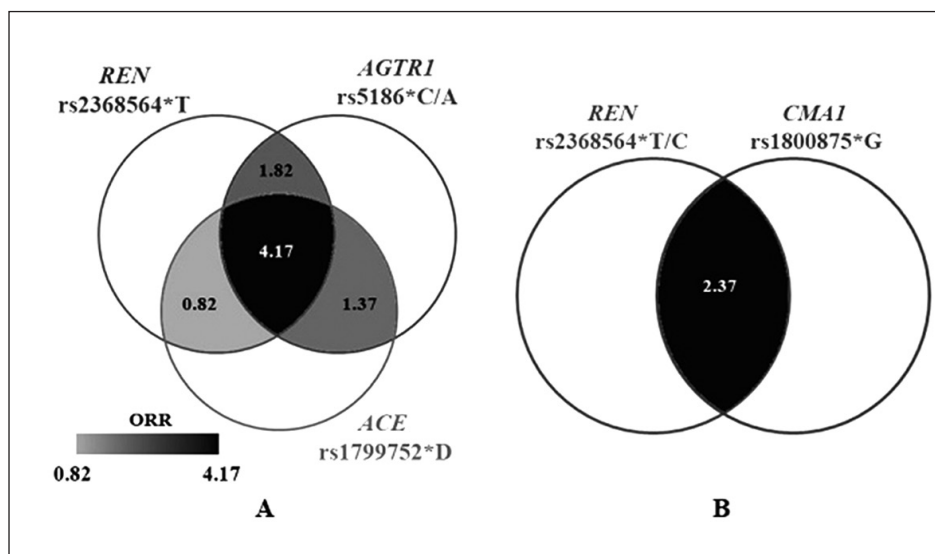 REN
rs2368564*T
AGTR1
rs5186*C/A
1.82
4.17
0.82
1.37
ACE
rs1799752*D
ORR
0.82 4.17
A
REN
rs2368564*T/C
CMA1
rs1800875*G
2.37
B